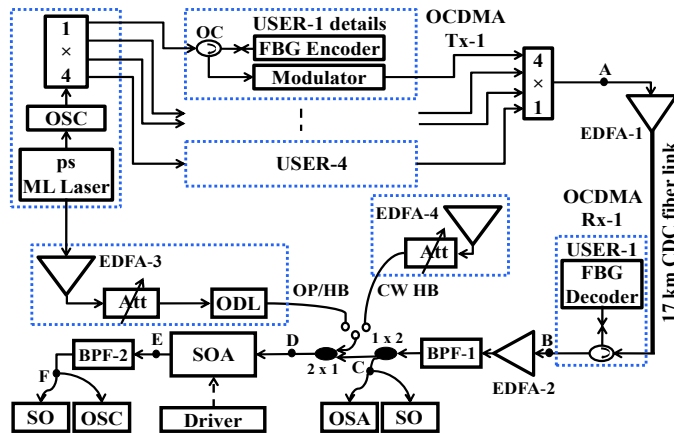 USER-1 details
OCDMA
Tx-1
1
×
4
OC
FBG Encoder
Modulator
4
×
1
A
OSC
EDFA-1
ps
ML Laser
USER-4
OCDMA
Rx-1
17 km CDC fiber link
EDFA-4
USER-1
FBG
Decoder
EDFA-3
Att
Att
ODL
OP/HB
CW HB
F
BPF-2
E
SOA
D
2 x 1
1 x 2
C
BPF-1
B
EDFA-2
SO
OSC
Driver
OSA
SO